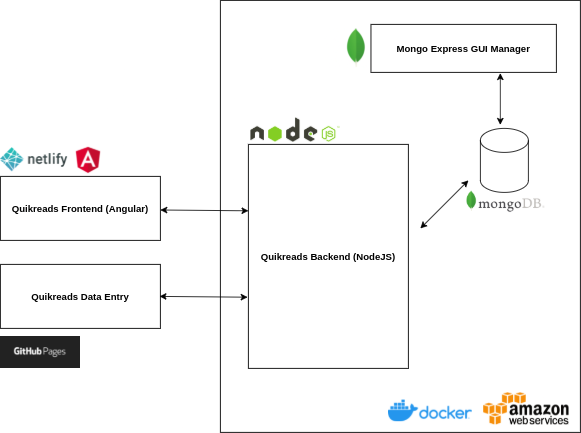 Mongo Express GUI Manager
node
JS
netlify
Quikreads Frontend (Angular)
mongoDB.
Quikreads Backend (NodeJS)
Quikreads Data Entry
GitHub Pages
docker
amazon
web services